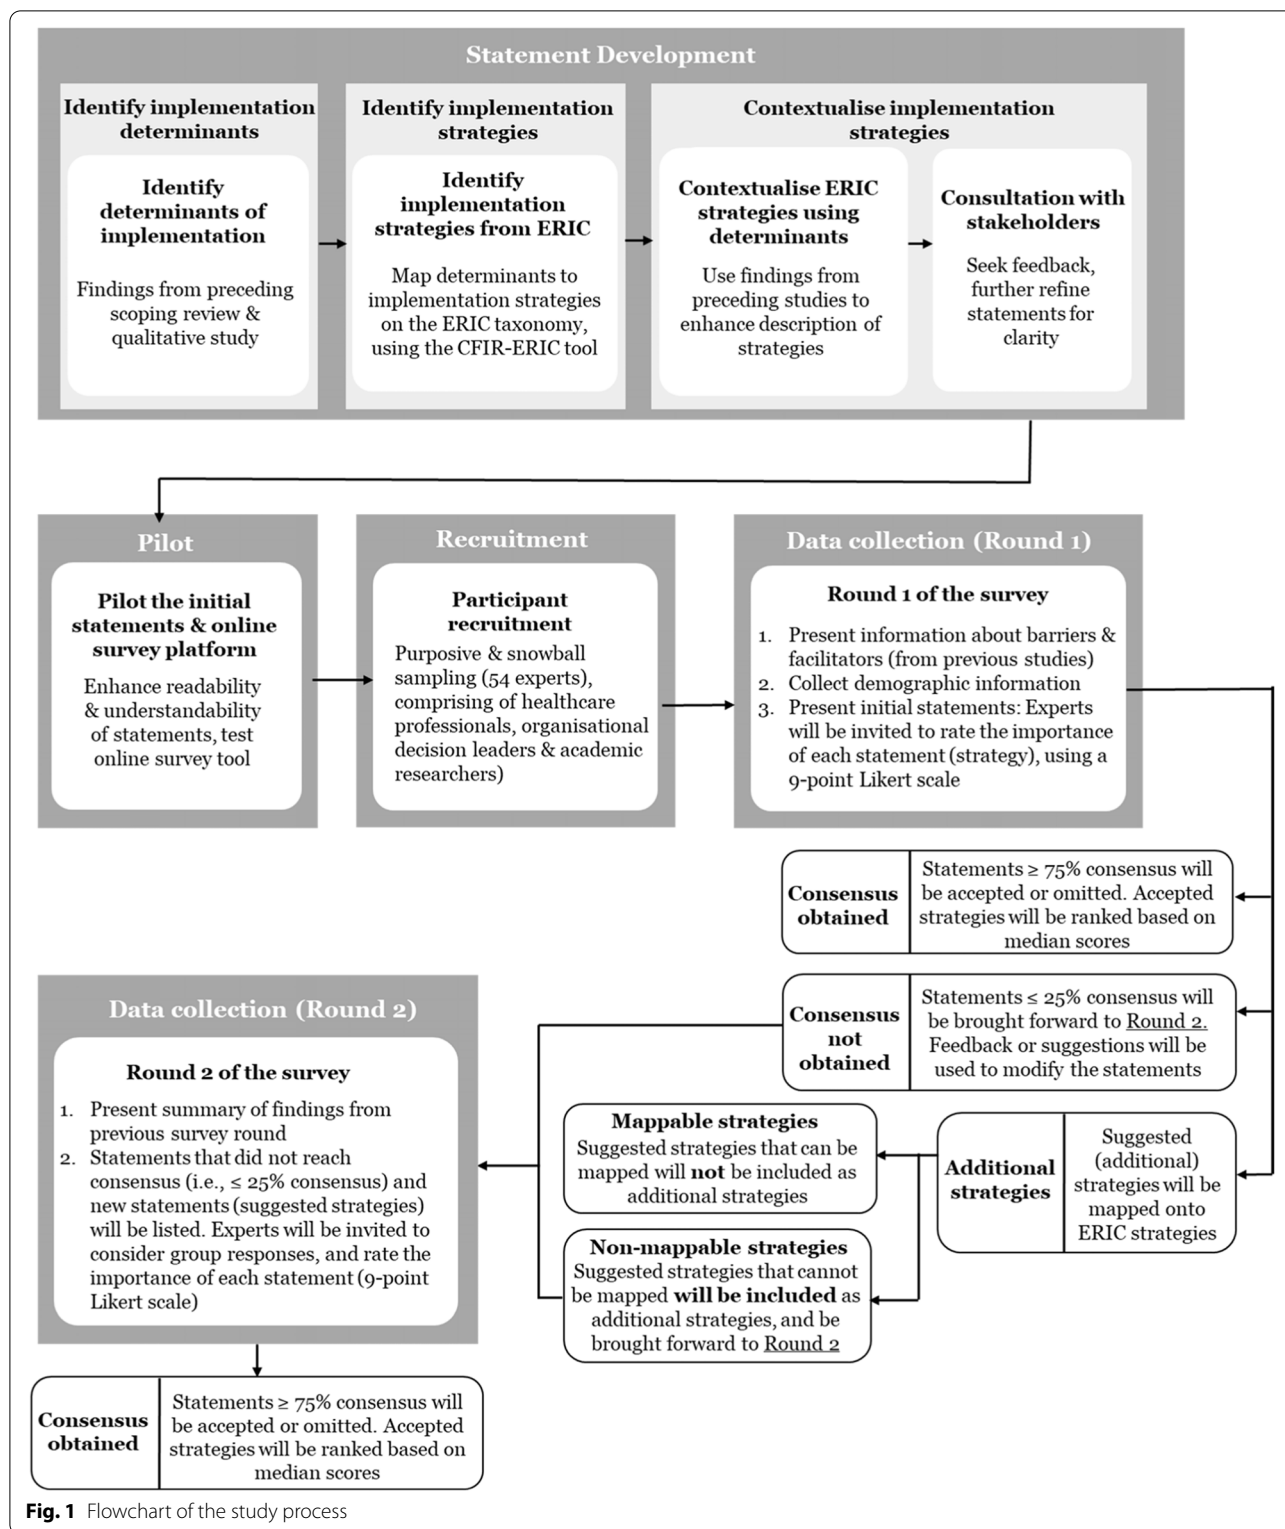 Statement Development
Identify implementation
determinants
Identify
determinants of
implementation
Findings from preceding
scoping review &
qualitative study
Identify implementation
strategies
Identify
implementation
strategies from ERIC
Map determinants to
implementation strategies
on the ERIC taxonomy,
using the CFIR-ERIC tool
Contextualise implementation
strategies
Contextualise ERIC
strategies using
determinants
Use findings from
preceding studies to
enhance description of
strategies
Consultation with
stakeholders
Seek feedback,
further refine
statements for
clarity
Pilot
Pilot the initial
statements & online
survey platform
Enhance readability
& understandability
of statements, test
online survey tool
Recruitment
Participant
recruitment
Purposive & snowball
sampling (54 experts),
comprising of healthcare
professionals, organisational
decision leaders & academic
researchers)
Data collection (Round 1)
Round 1 of the survey
1. Present information about barriers &
facilitators (from previous studies)
2. Collect demographic information
3. Present initial statements: Experts
will be invited to rate the importance
of each statement (strategy), using a
9-point Likert scale
Consensus
obtained
Statements ≥ 75% consensus will
be accepted or omitted. Accepted
strategies will be ranked based on
median scores
Consensus
not
obtained
Statements ≤ 25% consensus will
be brought forward to Round 2.
Feedback or suggestions will be
used to modify the statements
Additional
strategies
Suggested
(additional)
strategies will be
mapped onto
ERIC strategies
Mappable strategies
Suggested strategies that can be
mapped will not be included as
additional strategies
Non-mappable strategies
Suggested strategies that cannot
be mapped will be included as
additional strategies, and be
brought forward to Round 2
Data collection (Round 2)
Round 2 of the survey
1. Present summary of findings from
previous survey round
2. Statements that did not reach
consensus (i.e., ≤ 25% consensus) and
new statements (suggested strategies)
will be listed. Experts will be invited to
consider group responses, and rate the
importance of each statement (9-point
Likert scale)
Consensus
obtained
Statements ≥ 75% consensus will
be accepted or omitted. Accepted
strategies will be ranked based on
median scores
Fig. 1 Flowchart of the study process